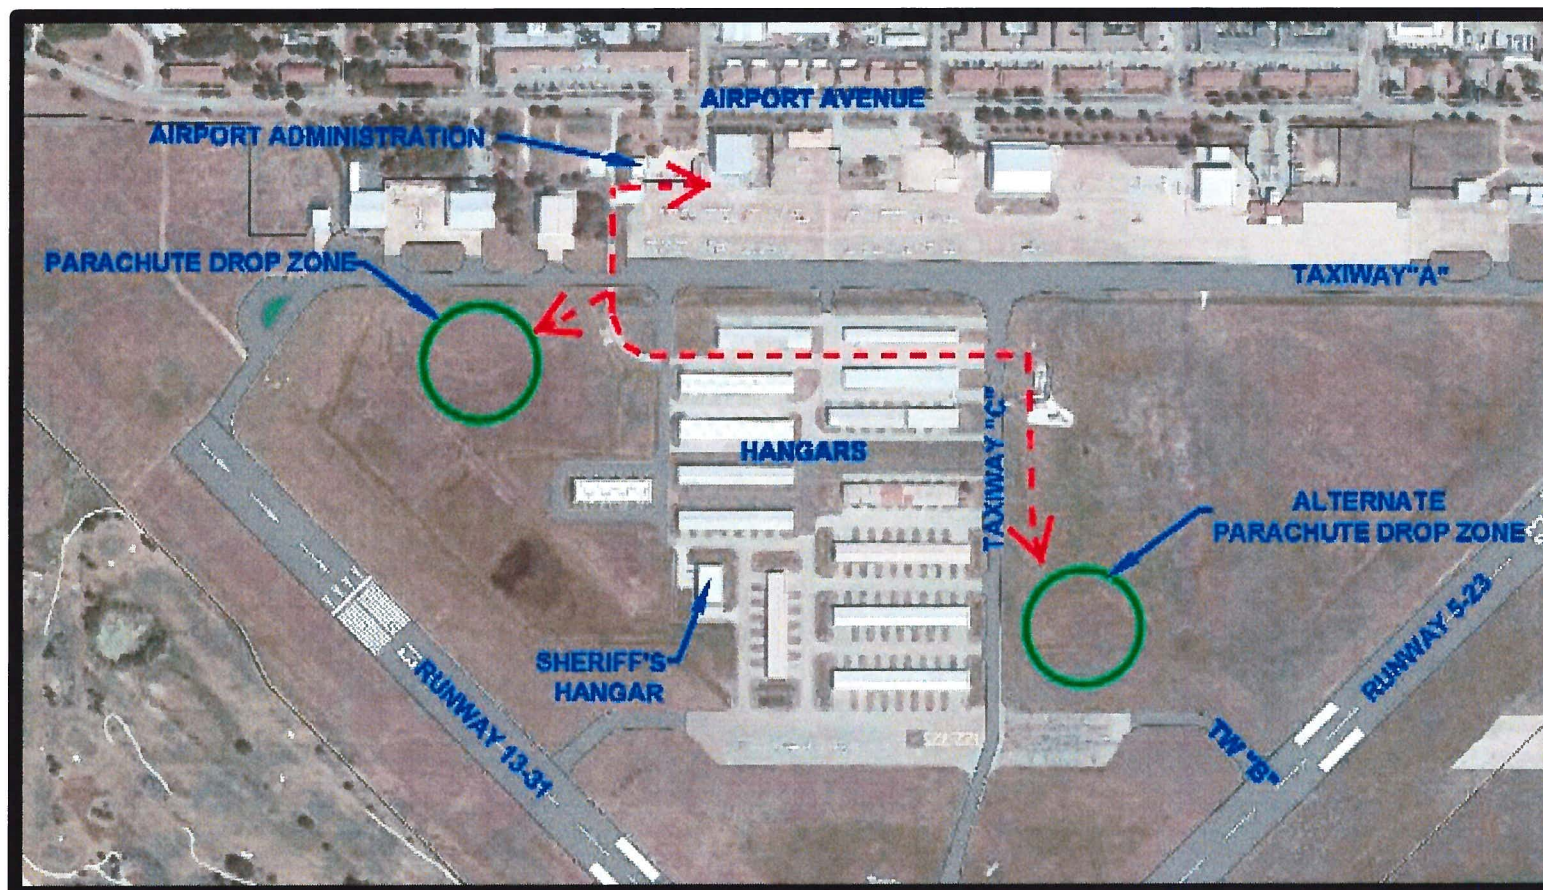 AIRPORT AVENUE
AIRPORT ADMINISTRATION
PARACHUTE DROP ZONE
TAXIWAY"A"
TAXIWAY "C"
HANGARS
ALTERNATE
PARACHUTE DROP ZONE
SHERIFF'S
HANGAR
RUNWAY 5-23
RUNWAY 13-31
TW "B"